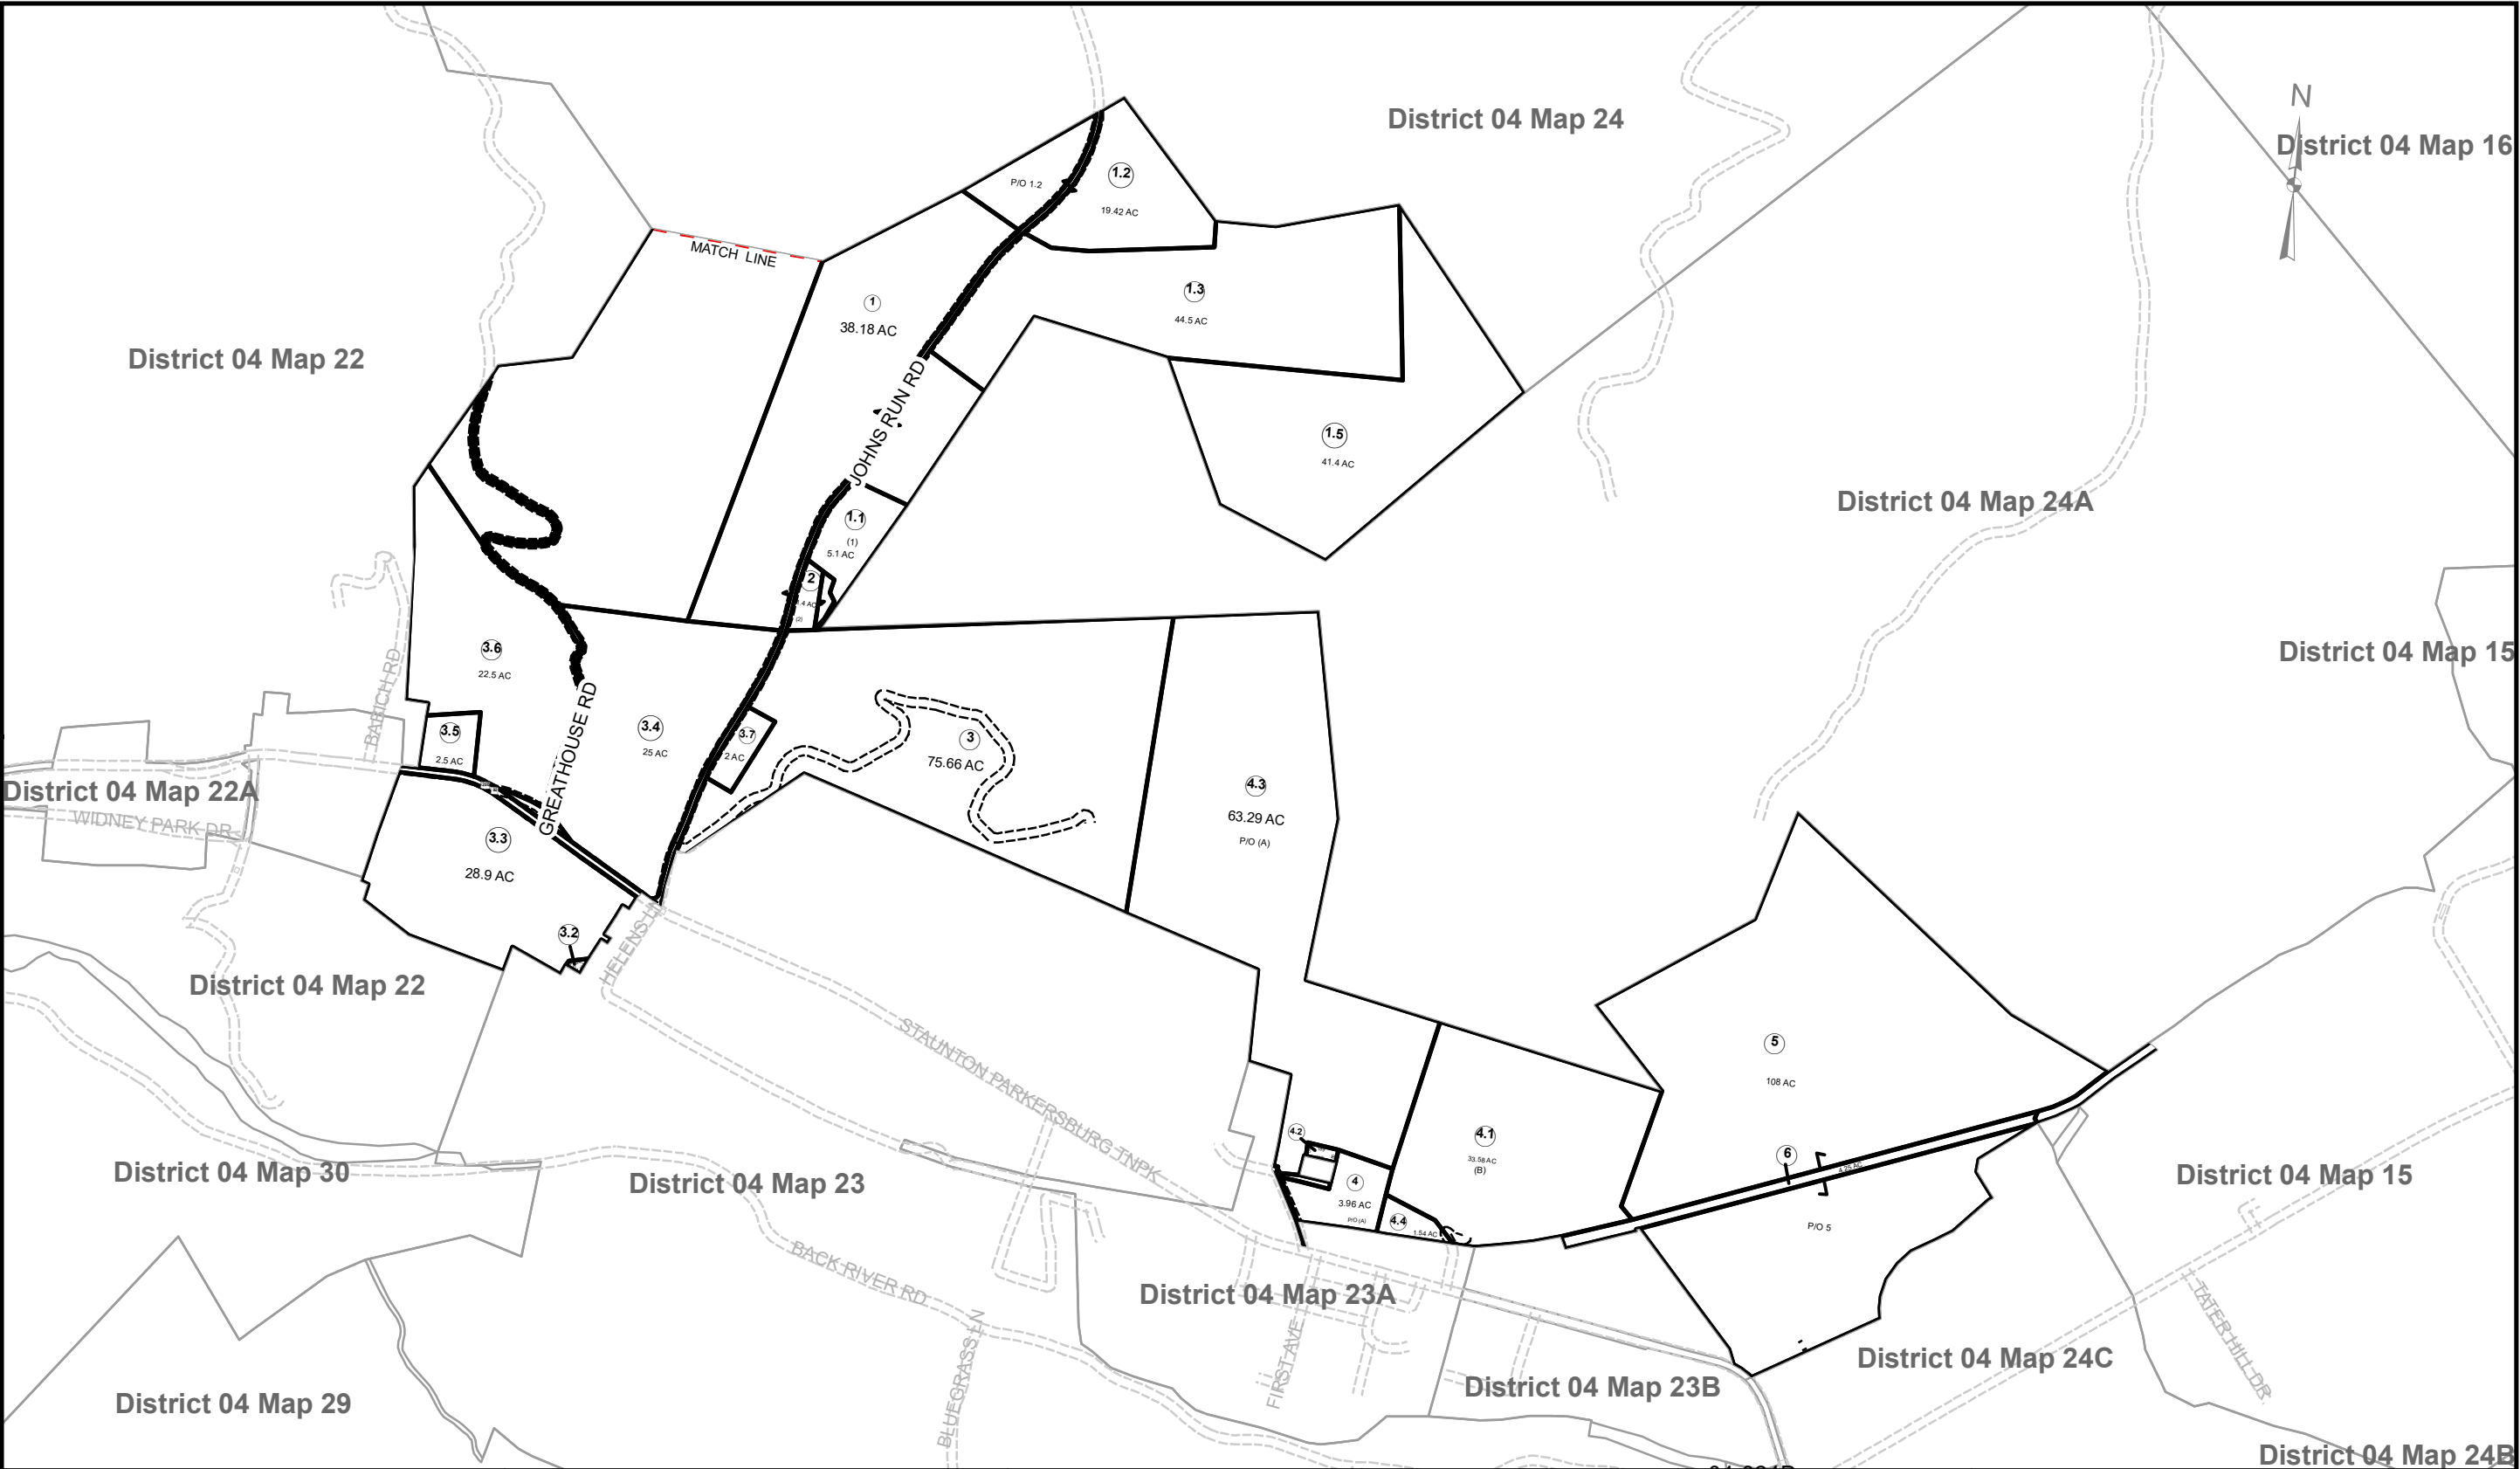 N
District 04 Map 24
District 04 Map 16
P/O 1.2
1.2
19.42 AC
MATCH LINE
1
38.18 AC
1.3
44.5 AC
District 04 Map 22
JOHNS RUN RD
1.5
41.4 AC
District 04 Map 24A
1.1
(1)
5.1 AC
2
.4 AC
(2)
3.6
22.5 AC
BABICH RD
District 04 Map 15
GREATHOUSE RD
3.5
2.5 AC
3.4
25 AC
3.7
2 AC
3
75.66 AC
4.3
63.29 AC
P/O (A)
District 04 Map 22A
WIDNEY PARK DR
3.3
28.9 AC
3.2
HELENS
District 04 Map 22
STAUNTON PARKERSBURG TNPK
5
108 AC
4.2
4.1
33.58 AC
(B)
4
3.96 AC
P/O (A)
4.4
1.54 AC
6
4.75 AC
P/O 5
District 04 Map 30
District 04 Map 23
District 04 Map 15
BACK RIVER RD
District 04 Map 23A
TATER HILL DR
BLUEGRASS LN
FIRST AVE
District 04 Map 24C
District 04 Map 23B
District 04 Map 29
District 04 Map 24B